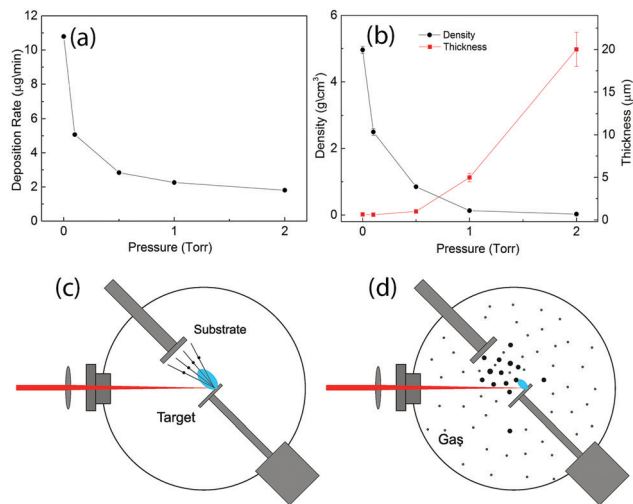 (a)
12
10
8
6
4
2
0
Deposition Rate (µg\min)
0 1 2
Pressure (Torr)
(b)
Density
Thickness
6
4
2
0
Density (g\cm³)
20
15
10
5
0
Thickness (µm)
0 1 2
Pressure (Torr)
(c)
Substrate
Target
(d)
Gas